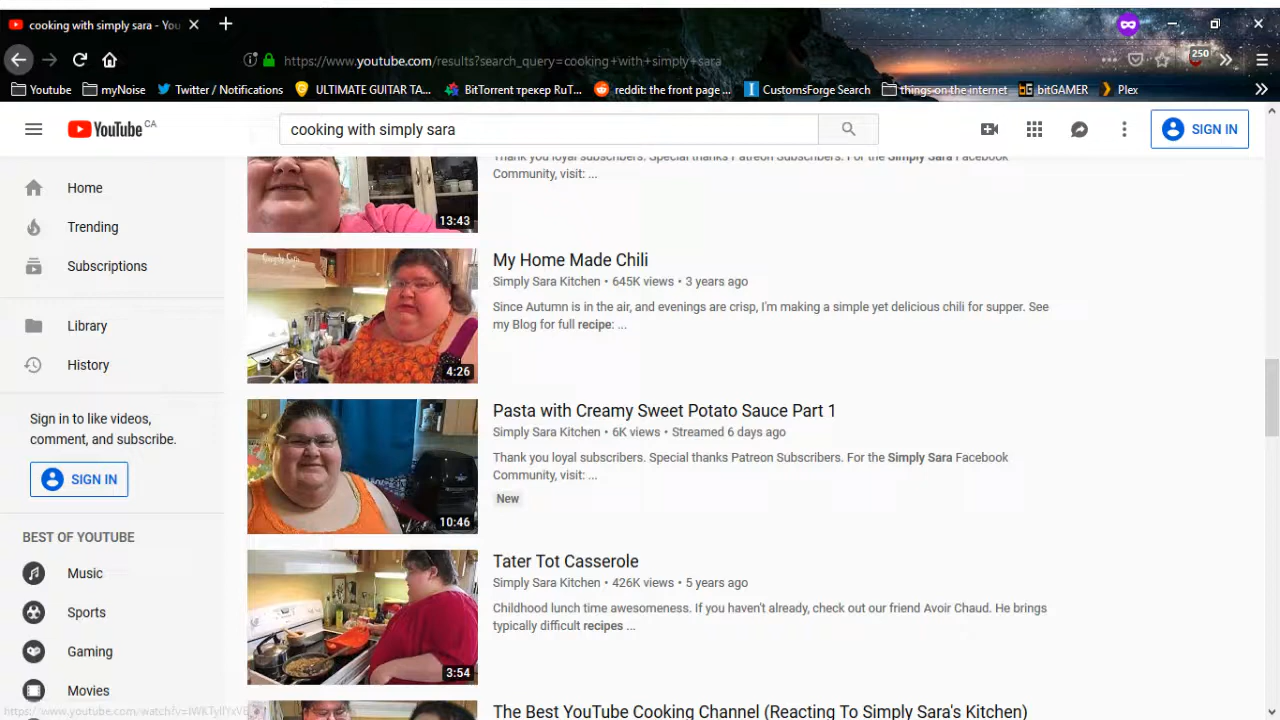 cooking with simply sara - You
https://www.youtube.com/results?search_query=cooking+with+simply+sara
250
Youtube
myNoise
Twitter / Notifications
ULTIMATE GUITAR TA...
BitTorrent трекер RuT...
reddit: the front page ...
CustomsForge Search
things on the internet
bitGAMER
Plex
YouTube CA
cooking with simply sara
SIGN IN
Home
Trending
Subscriptions
Library
History
Sign in to like videos,
comment, and subscribe.
SIGN IN
BEST OF YOUTUBE
Music
Sports
Gaming
Movies
13:43
Thank you loyal subscribers. Special thanks Patreon Subscribers. For the Simply Sara Facebook
Community, visit: ...
Simply Sara
4:26
My Home Made Chili
Simply Sara Kitchen • 645K views • 3 years ago
Since Autumn is in the air, and evenings are crisp, I'm making a simple yet delicious chili for supper. See
my Blog for full recipe: ...
10:46
Pasta with Creamy Sweet Potato Sauce Part 1
Simply Sara Kitchen • 6K views • Streamed 6 days ago
Thank you loyal subscribers. Special thanks Patreon Subscribers. For the Simply Sara Facebook
Community, visit: ...
New
3:54
Tater Tot Casserole
Simply Sara Kitchen • 426K views • 5 years ago
Childhood lunch time awesomeness. If you haven't already, check out our friend Avoir Chaud. He brings
typically difficult recipes ...
The Best YouTube Cooking Channel (Reacting To Simply Sara's Kitchen)